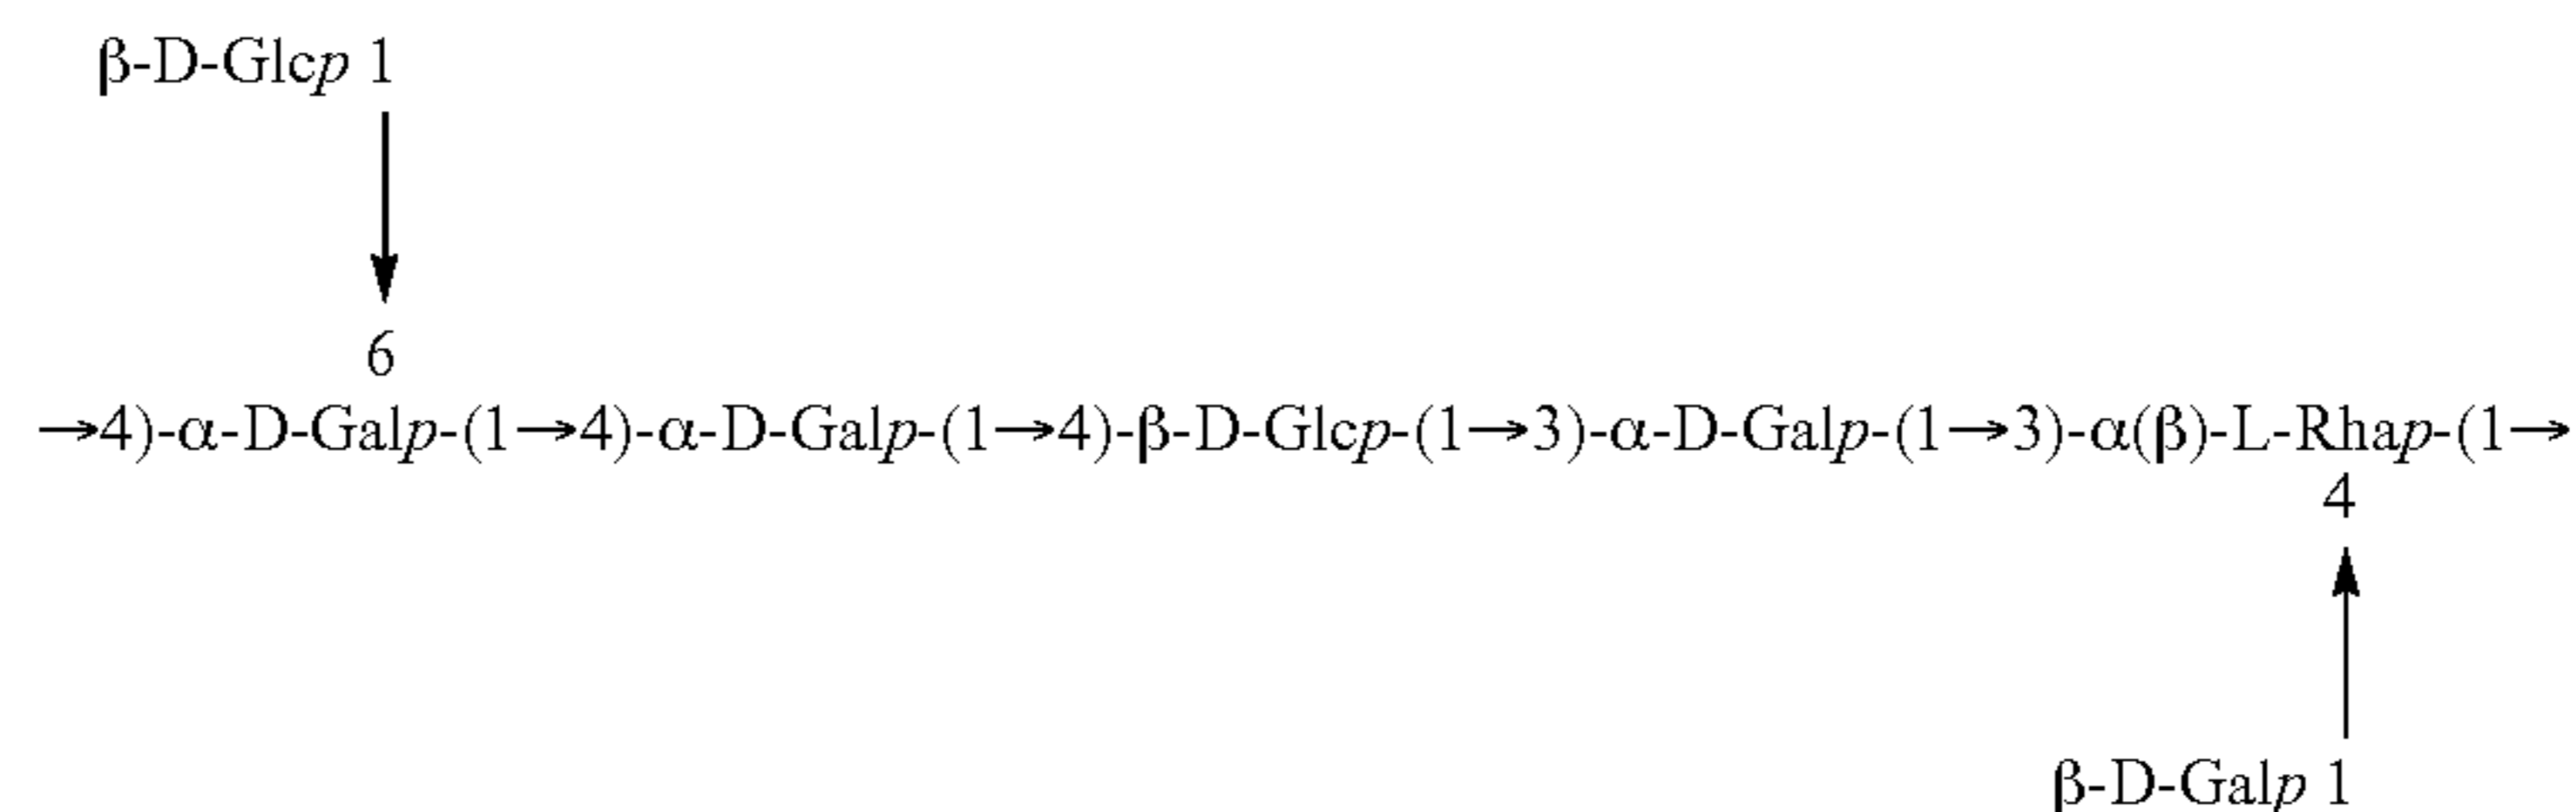 β-D-Glcp 1
6
→4)-α-D-Galp-(1→4)-α-D-Galp-(1→4)-β-D-Glcp-(1→3)-α-D-Galp-(1→3)-α(β)-L-Rhap-(1→
4
β-D-Galp 1